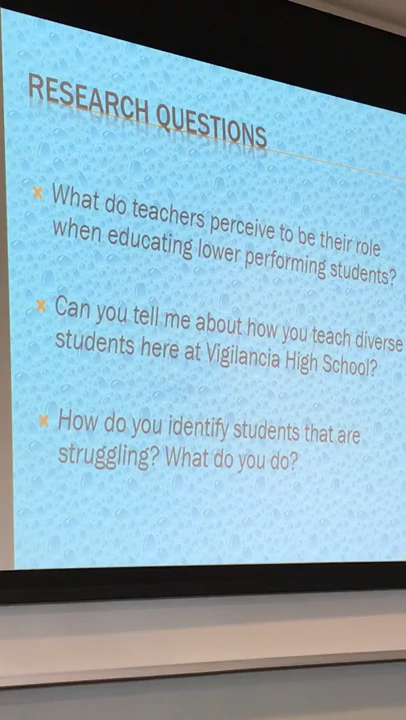 RESEARCH QUESTIONS
What do teachers perceive to be their role
when educating lower performing students?
Can you tell me about how you teach diverse
students here at Vigilancia High School?
How do you identify students that are
struggling? What do you do?